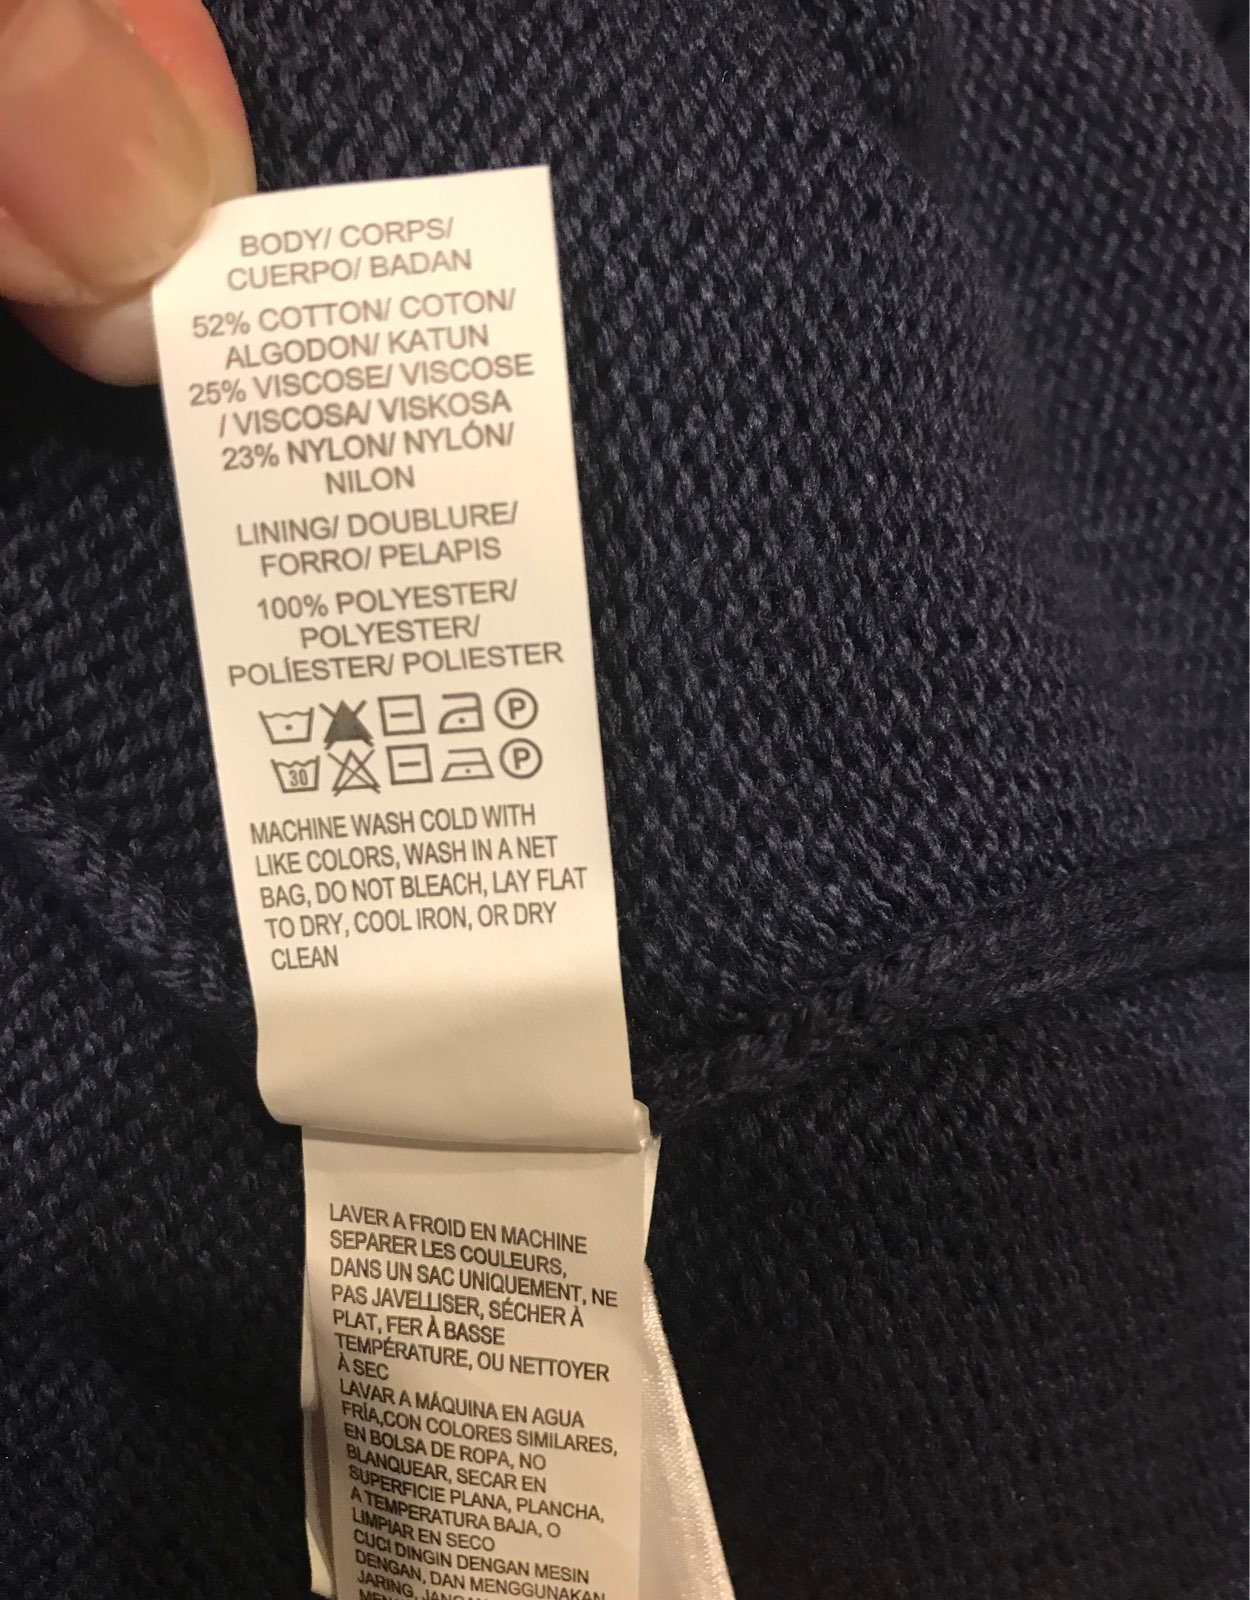 BODY/ CORPS/
CUERPO/ BADAN
52% COTTON/ COTON/
ALGODON/ KATUN
25% VISCOSE/ VISCOSE
/ VISCOSA/ VISKOSA
23% NYLON/ NYLÓN/
NILON
LINING/ DOUBLURE/
FORRO/ PELAPIS
100% POLYESTER/
POLYESTER/
POLÍESTER/ POLIESTER
P
30 P
MACHINE WASH COLD WITH
LIKE COLORS, WASH IN A NET
BAG, DO NOT BLEACH, LAY FLAT
TO DRY, COOL IRON, OR DRY
CLEAN
LAVER A FROID EN MACHINE
SEPARER LES COULEURS,
DANS UN SAC UNIQUEMENT, NE
PAS JAVELLISER, SÉCHER À
PLAT, FER À BASSE
TEMPÉRATURE, OU NETTOYER
À SEC
LAVAR A MÁQUINA EN AGUA
FRÍA,CON COLORES SIMILARES,
EN BOLSA DE ROPA, NO
BLANQUEAR, SECAR EN
SUPERFICIE PLANA, PLANCHA,
A TEMPERATURA BAJA, O
LIMPIAR EN SECO
CUCI DINGIN DENGAN MESIN
DENGAN, DAN MENGGUNAKAN
JARING,